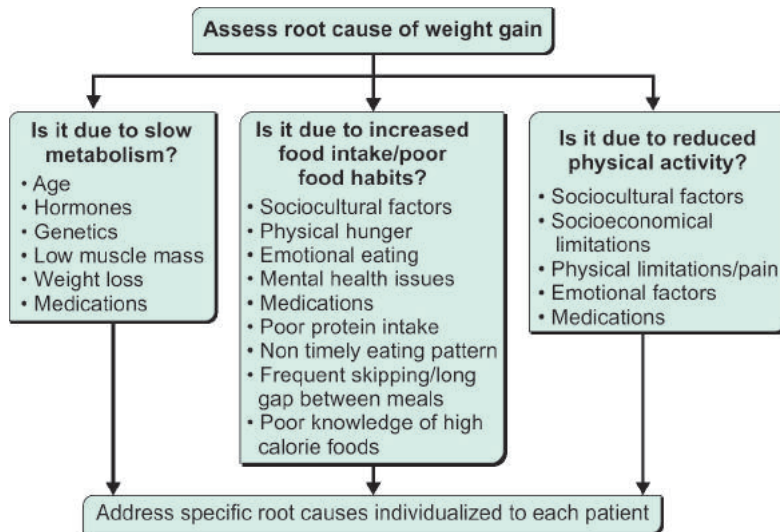 Assess root cause of weight gain
Is it due to slow
metabolism?
• Age
• Hormones
• Genetics
• Low muscle mass
• Weight loss
• Medications
Is it due to increased
food intake/poor
food habits?
• Sociocultural factors
• Physical hunger
• Emotional eating
• Mental health issues
• Medications
• Poor protein intake
• Non timely eating pattern
• Frequent skipping/long
gap between meals
• Poor knowledge of high
calorie foods
Is it due to reduced
physical activity?
• Sociocultural factors
• Socioeconomical
limitations
• Physical limitations/pain
• Emotional factors
• Medications
Address specific root causes individualized to each patient